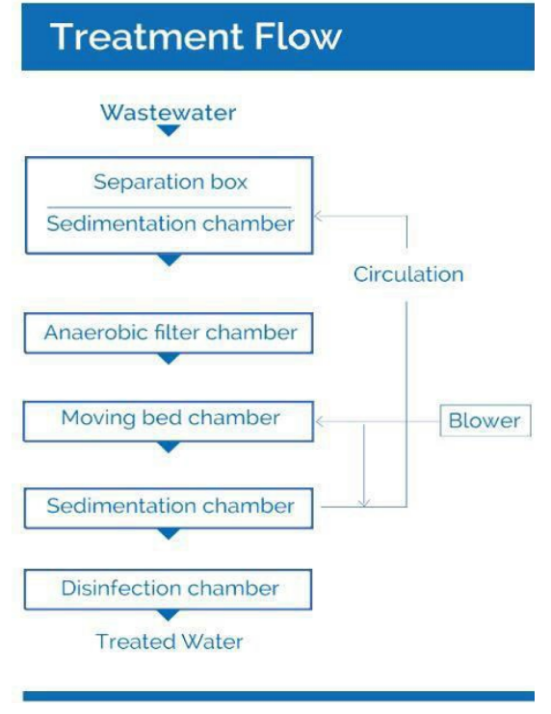 Treatment Flow
Wastewater
Separation box
Sedimentation chamber
Circulation
Anaerobic filter chamber
Moving bed chamber
Blower
Sedimentation chamber
Disinfection chamber
Treated Water